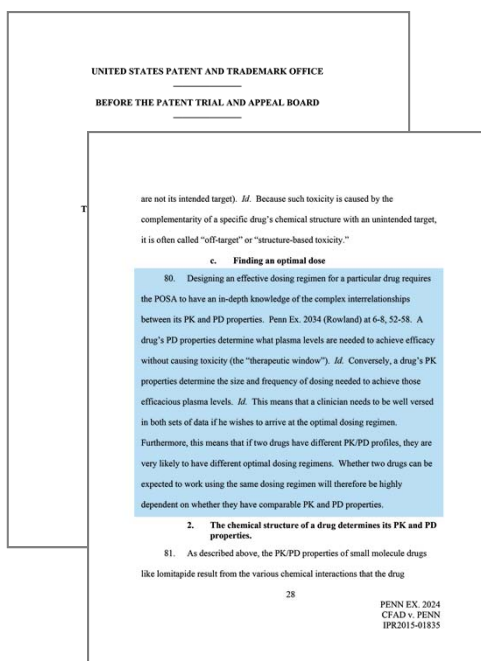 UNITED STATES PATENT AND TRADEMARK OFFICE
BEFORE THE PATENT TRIAL AND APPEAL BOARD
T
are not its intended target). Id. Because such toxicity is caused by the
complementarity of a specific drug's chemical structure with an unintended target,
it is often called “off-target” or “structure-based toxicity.”
c. Finding an optimal dose
80. Designing an effective dosing regimen for a particular drug requires
the POSA to have an in-depth knowledge of the complex interrelationships
between its PK and PD properties. Penn Ex. 2034 (Rowland) at 6-8, 52-58. A
drug's PD properties determine what plasma levels are needed to achieve efficacy
without causing toxicity (the “therapeutic window”). Id. Conversely, a drug's PK
properties determine the size and frequency of dosing needed to achieve those
efficacious plasma levels. Id. This means that a clinician needs to be well versed
in both sets of data if he wishes to arrive at the optimal dosing regimen.
Furthermore, this means that if two drugs have different PK/PD profiles, they are
very likely to have different optimal dosing regimens. Whether two drugs can be
expected to work using the same dosing regimen will therefore be highly
dependent on whether they have comparable PK and PD properties.
2. The chemical structure of a drug determines its PK and PD
properties.
81. As described above, the PK/PD properties of small molecule drugs
like lomitapide result from the various chemical interactions that the drug
28
PENN EX. 2024
CFAD v. PENN
IPR2015-01835